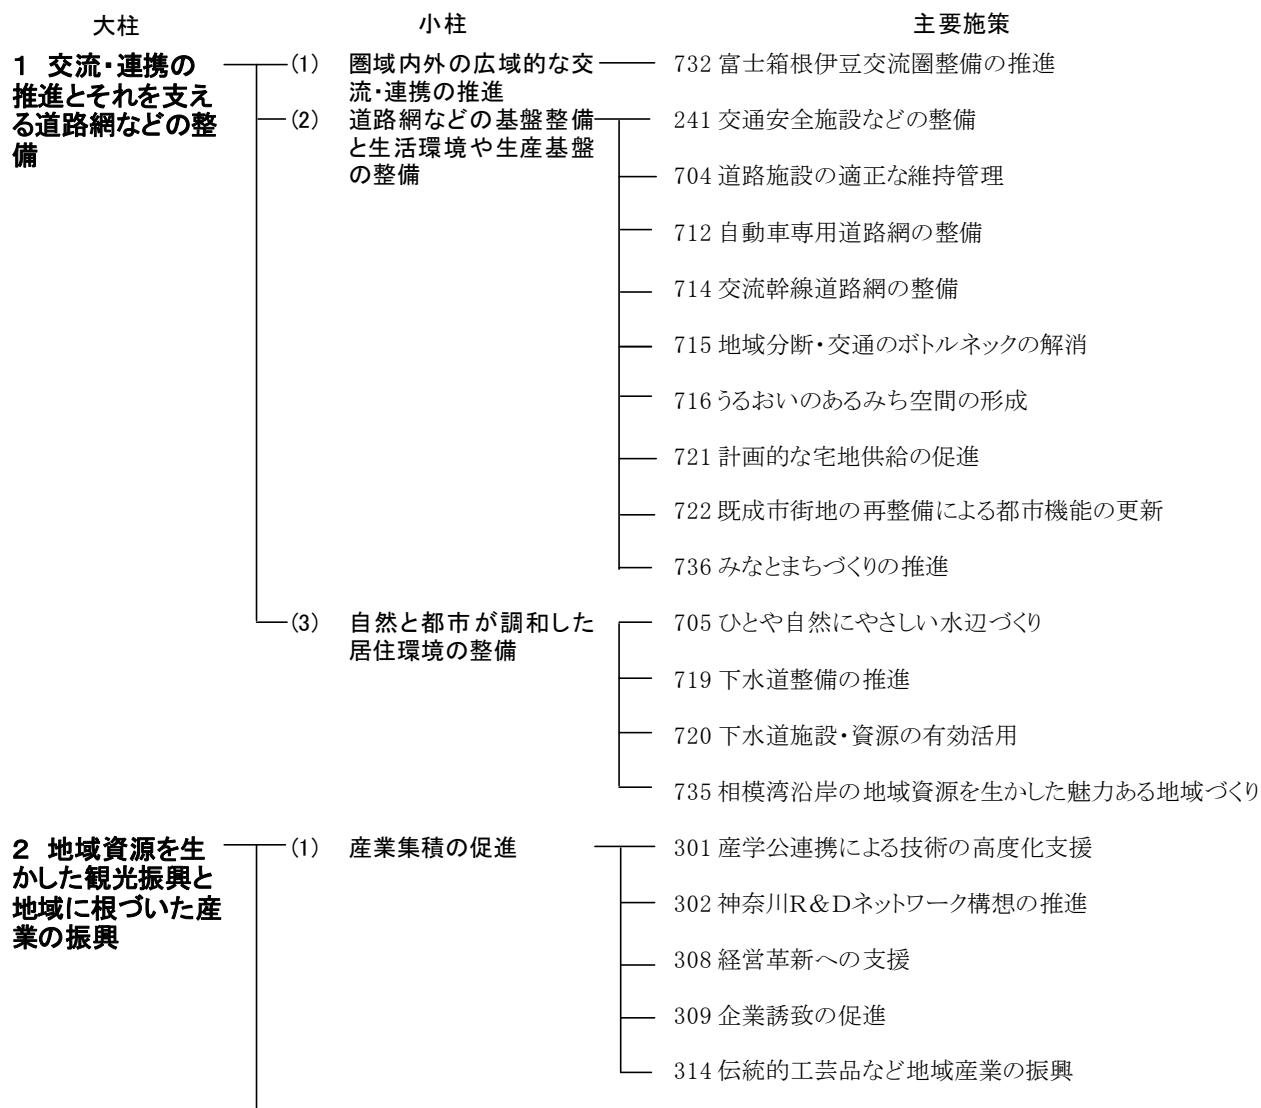 大柱 小柱 主要施策
1 交流・連携の
推進とそれを支え
る道路網などの整
備
(1) 圏域内外の広域的な交
流・連携の推進
732 富士箱根伊豆交流圏整備の推進
(2) 道路網などの基盤整備
と生活環境や生産基盤
の整備
241 交通安全施設などの整備
704 道路施設の適正な維持管理
712 自動車専用道路網の整備
714 交流幹線道路網の整備
715 地域分断・交通のボトルネックの解消
716 うるおいのあるみち空間の形成
721 計画的な宅地供給の促進
722 既成市街地の再整備による都市機能の更新
736 みなとまちづくりの推進
(3) 自然と都市が調和した
居住環境の整備
705 ひとや自然にやさしい水辺づくり
719 下水道整備の推進
720 下水道施設・資源の有効活用
735 相模湾沿岸の地域資源を生かした魅力ある地域づくり
2 地域資源を生
かした観光振興と
地域に根づいた産
業の振興
(1) 産業集積の促進
301 産学公連携による技術の高度化支援
302 神奈川R&Dネットワーク構想の推進
308 経営革新への支援
309 企業誘致の促進
314 伝統的工芸品など地域産業の振興